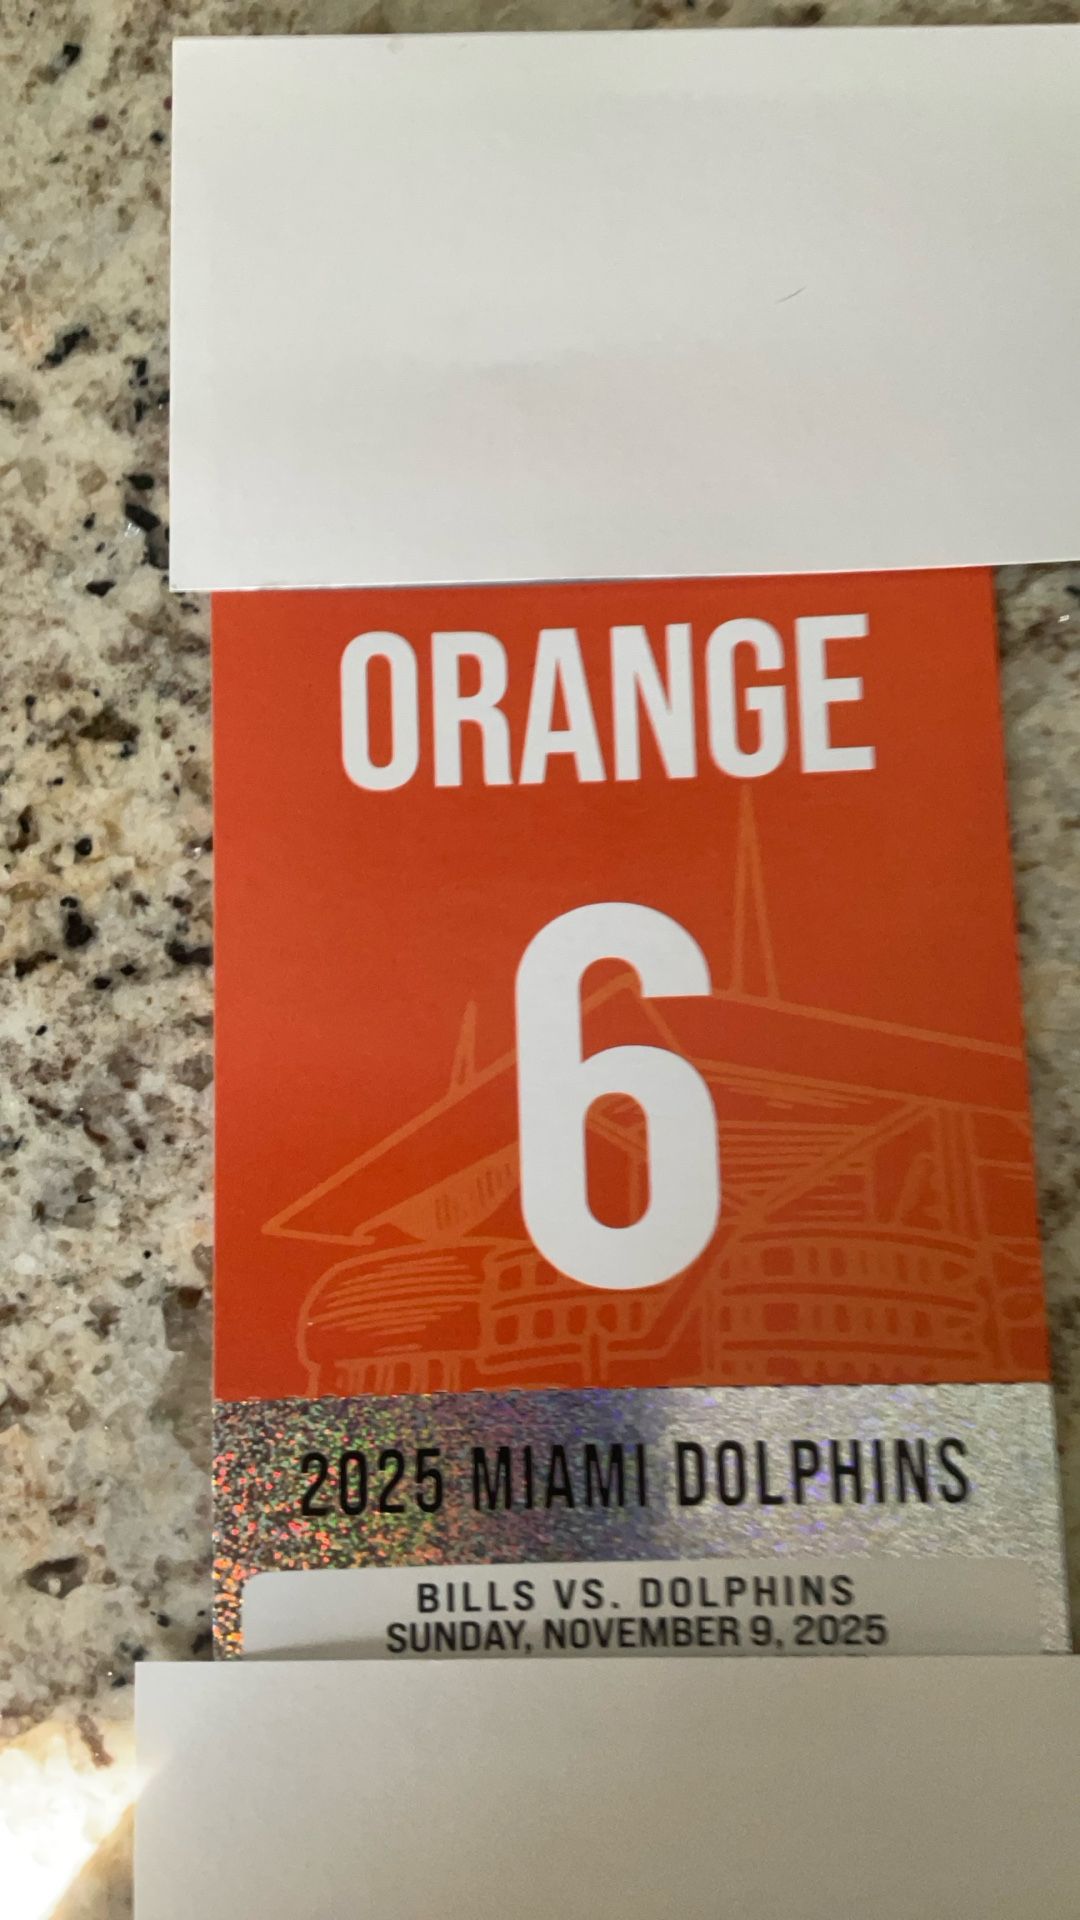 ORANGE
6
2025 MIAMI DOLPHINS
BILLS VS. DOLPHINS
SUNDAY, NOVEMBER 9, 2025